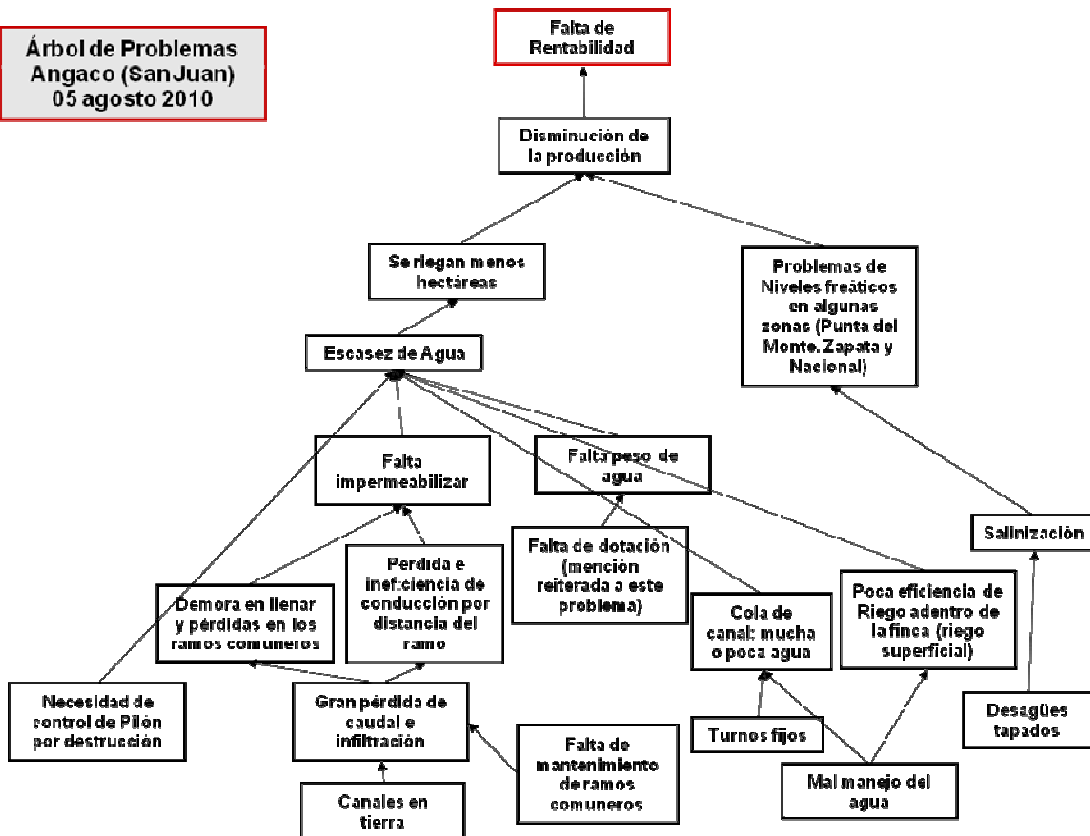 Árbol de Problemas
Angaco (San Juan)
05 agosto 2010
Falta de
Rentabilidad
Disminución de
la producción
Se riegan menos
hectáreas
Problemas de
Niveles freáticos
en algunas
zonas (Punta del
Monte, Zapata y
Nacional)
Escasez de Agua
Falta
impermeabilizar
Falta peso de
agua
Salinización
Falta de dotación
(mención
reiterada a este
problema)
Perdida e
ineficiencia de
conducción por
distancia del
ramo
Demora en llenar
y pérdidas en los
ramos comuneros
Cola de
canal: mucha
o poca agua
Poca eficiencia de
Riego adentro de
la finca (riego
superficial)
Necesidad de
control de Pilón
por destrucción
Gran pérdida de
caudal e
infiltración
Falta de
mantenimiento
de ramos
comuneros
Turnos fijos
Desagües
tapados
Mal manejo del
agua
Canales en
tierra